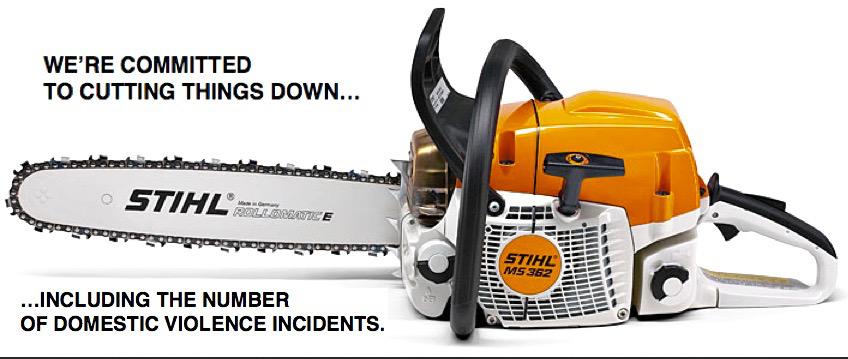 WE’RE COMMITTED
TO CUTTING THINGS DOWN…
STIHL®
Made in Germany
ROLLOMATIC E
STIHL®
MS 362
…INCLUDING THE NUMBER
OF DOMESTIC VIOLENCE INCIDENTS.